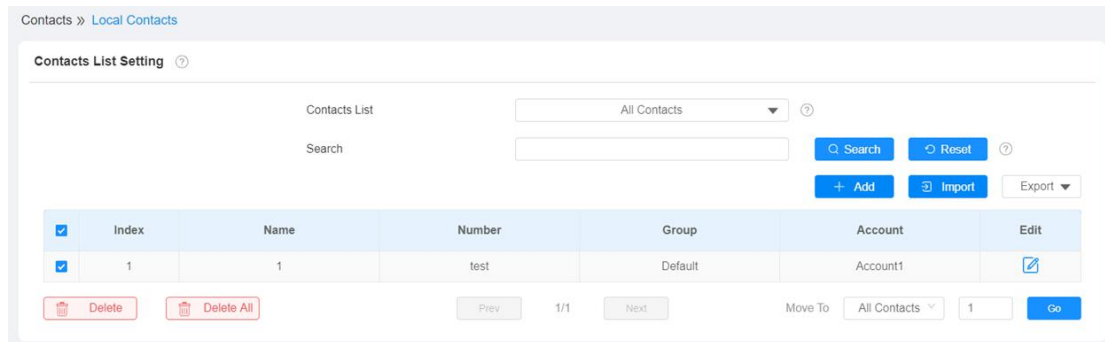 Contacts » Local Contacts
Contacts List Setting ?
Contacts List All Contacts ?
Search Search Reset ?
+ Add Import Export
Index Name Number Group Account Edit
1 1 test Default Account1
Delete Delete All Prev 1/1 Next Move To All Contacts 1 Go